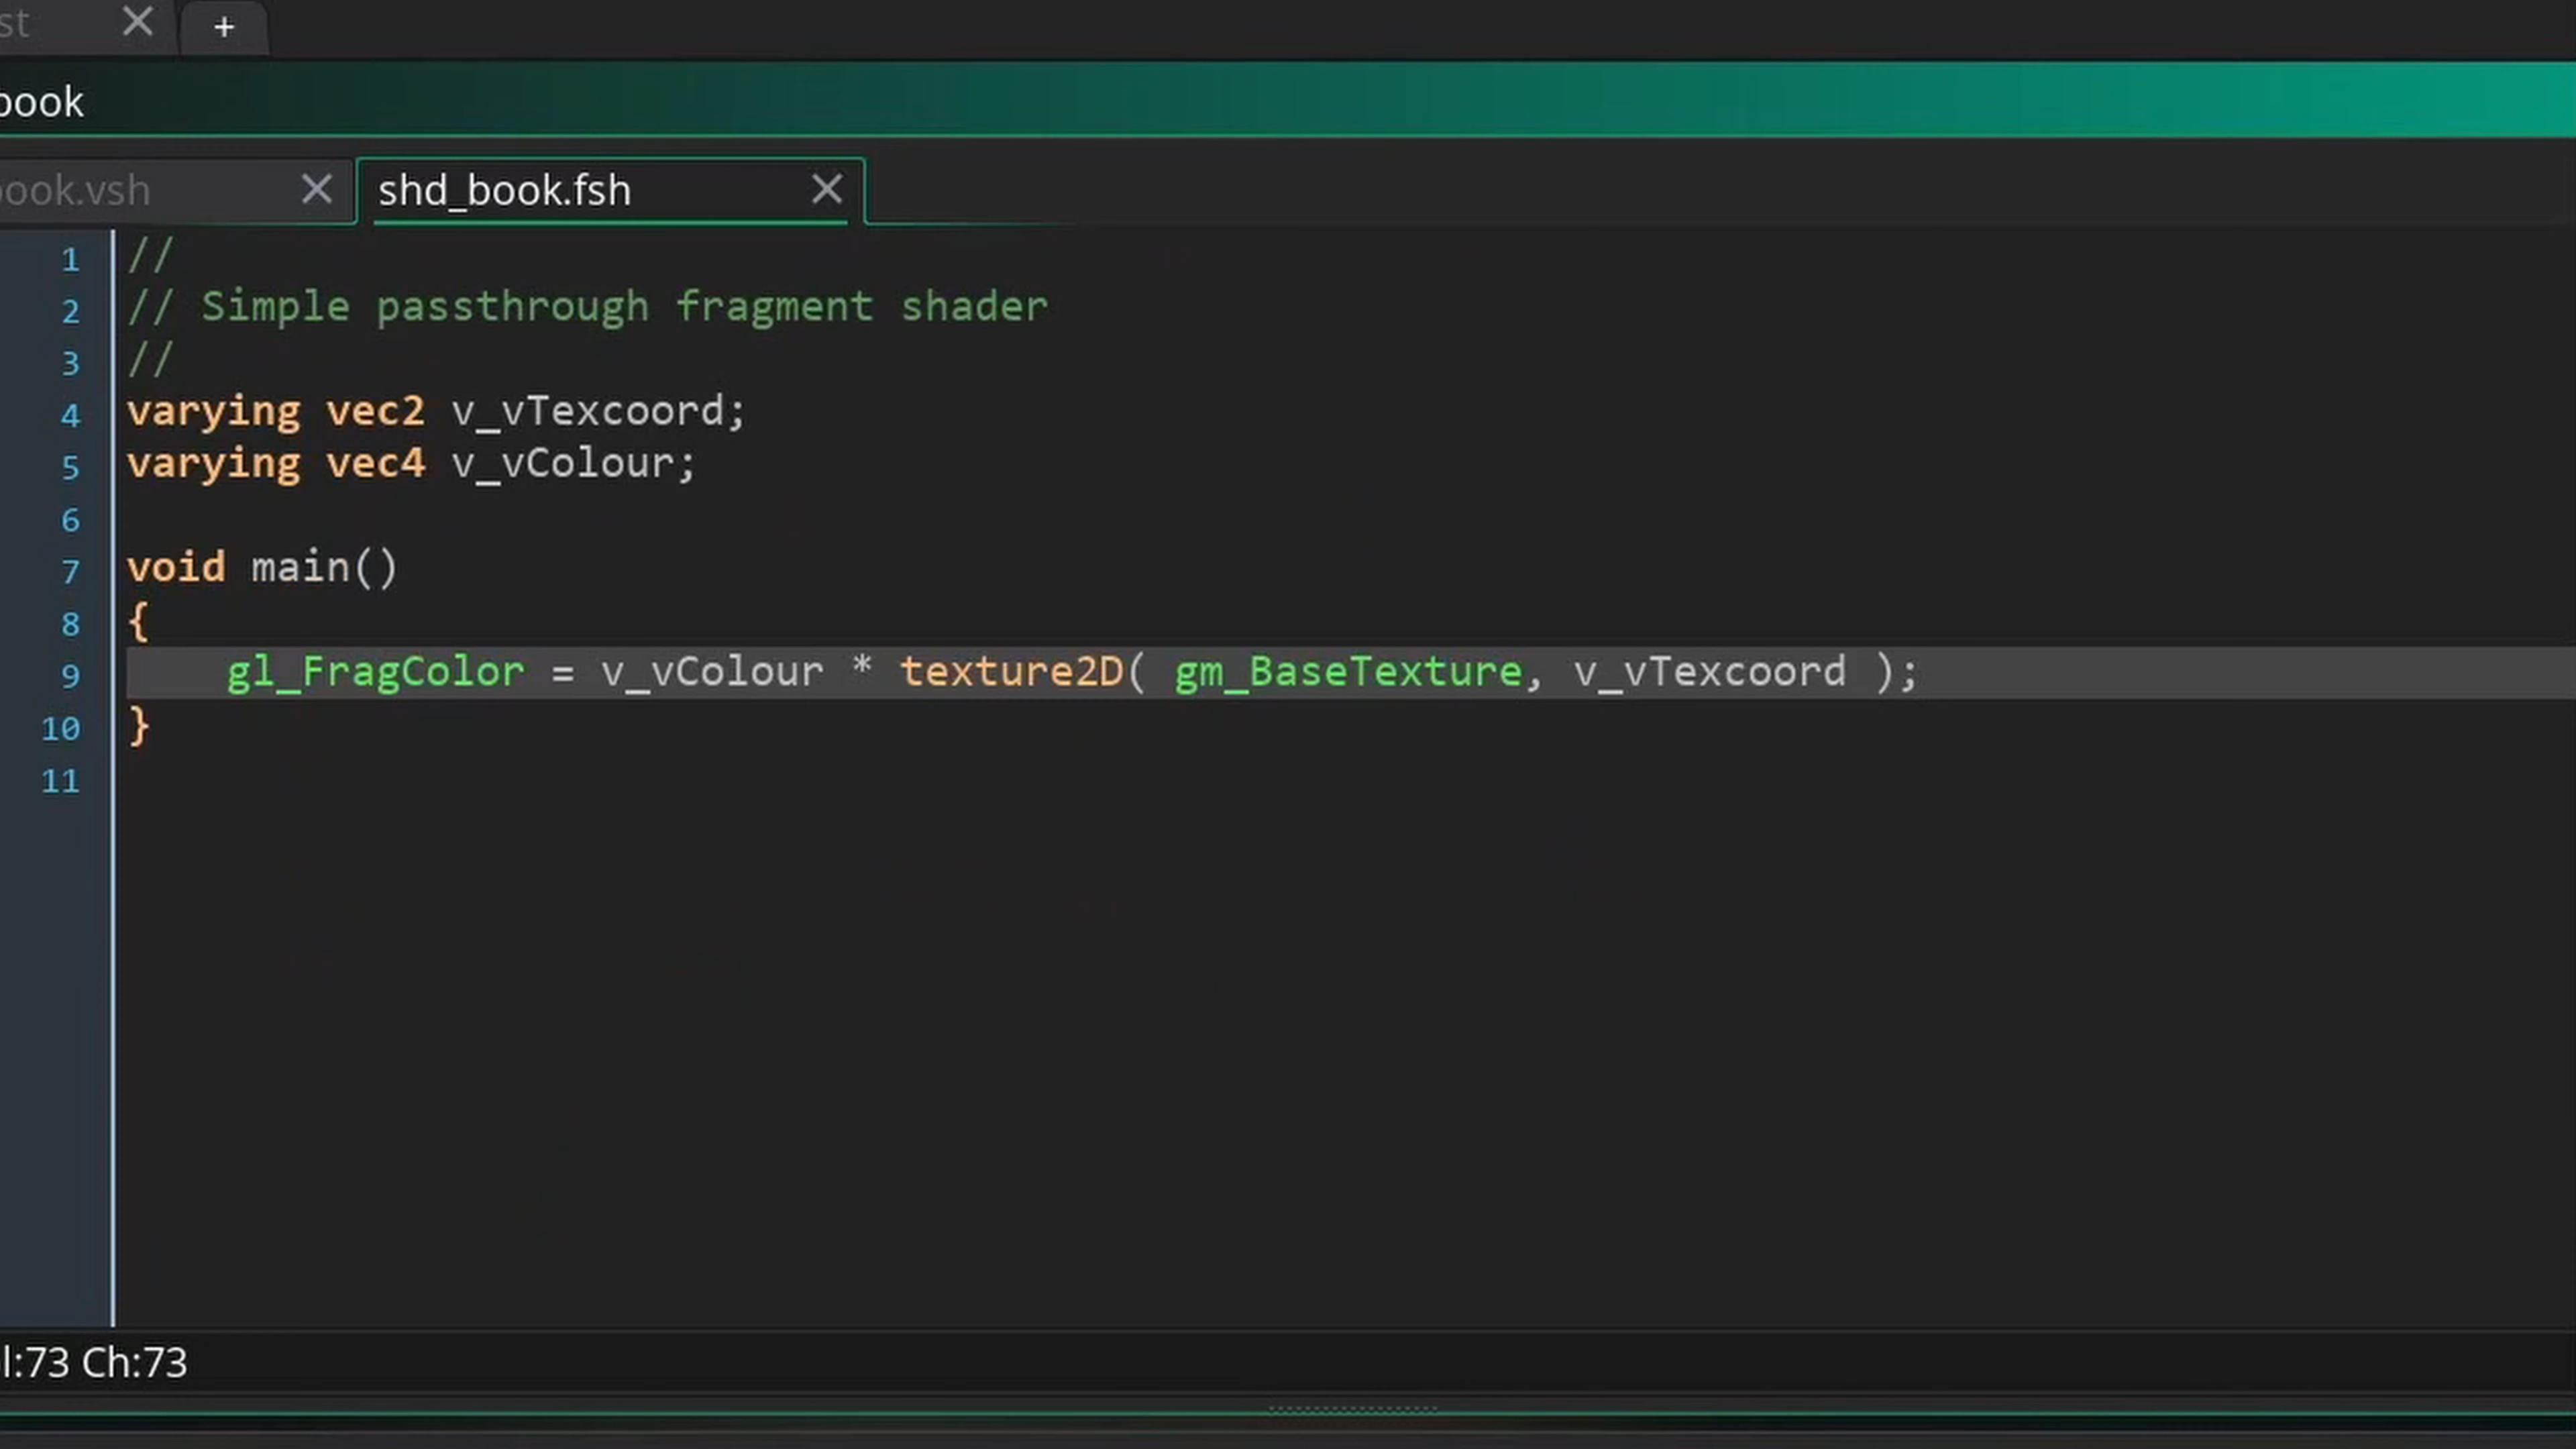 st
+
book
book.vsh
shd_book.fsh
1 //
2 // Simple passthrough fragment shader
3 //
4 varying vec2 v_vTexcoord;
5 varying vec4 v_vColour;
6
7 void main()
8 {
9     gl_FragColor = v_vColour * texture2D( gm_BaseTexture, v_vTexcoord );
10 }
11
l:73 Ch:73